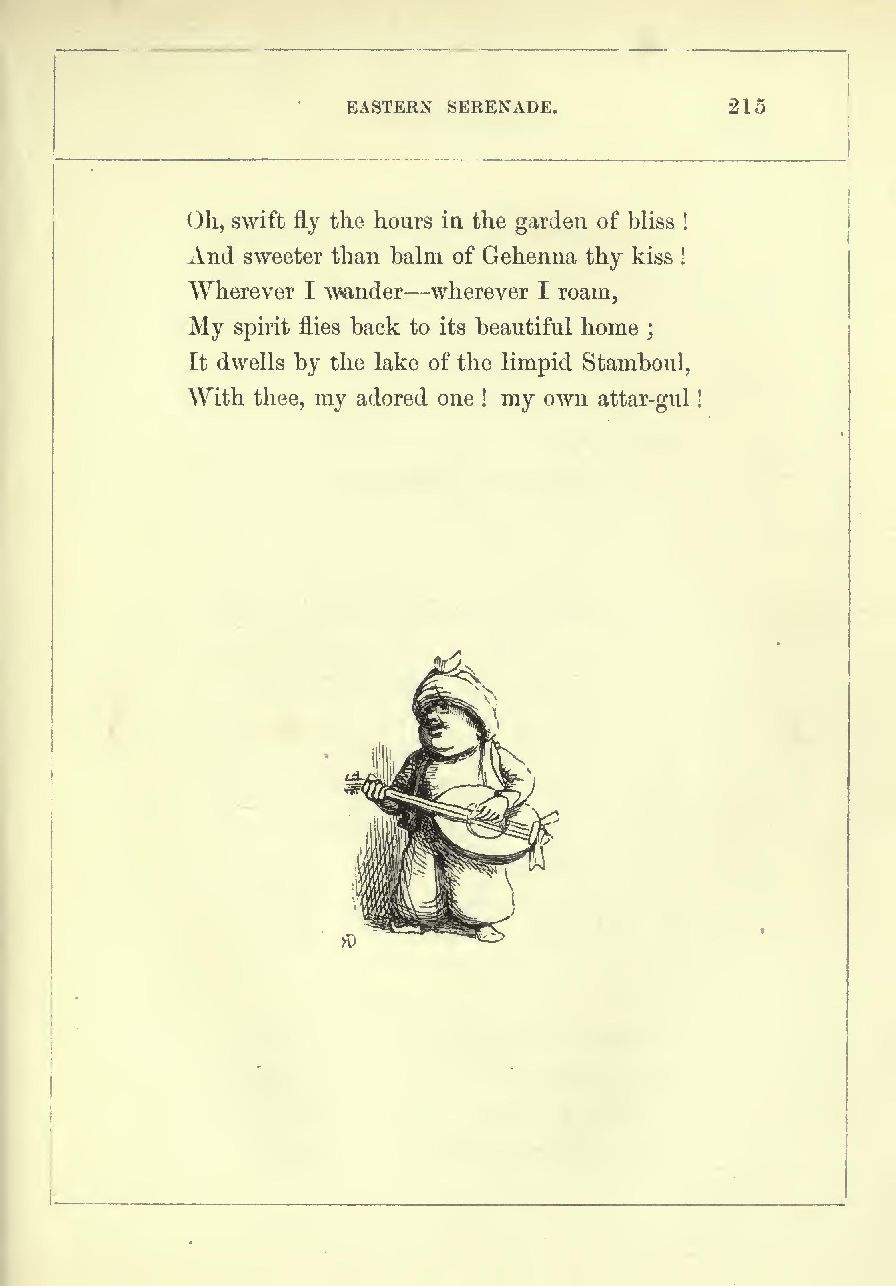 EASTERN SERENADE. 215
Oh, swift fly the hours in the garden of bliss !
And sweeter than balm of Gehenna thy kiss !
Wherever I wander—wherever I roam,
My spirit flies back to its beautiful home ;
It dwells by the lake of the limpid Stamboul,
With thee, my adored one ! my own attar-gul !